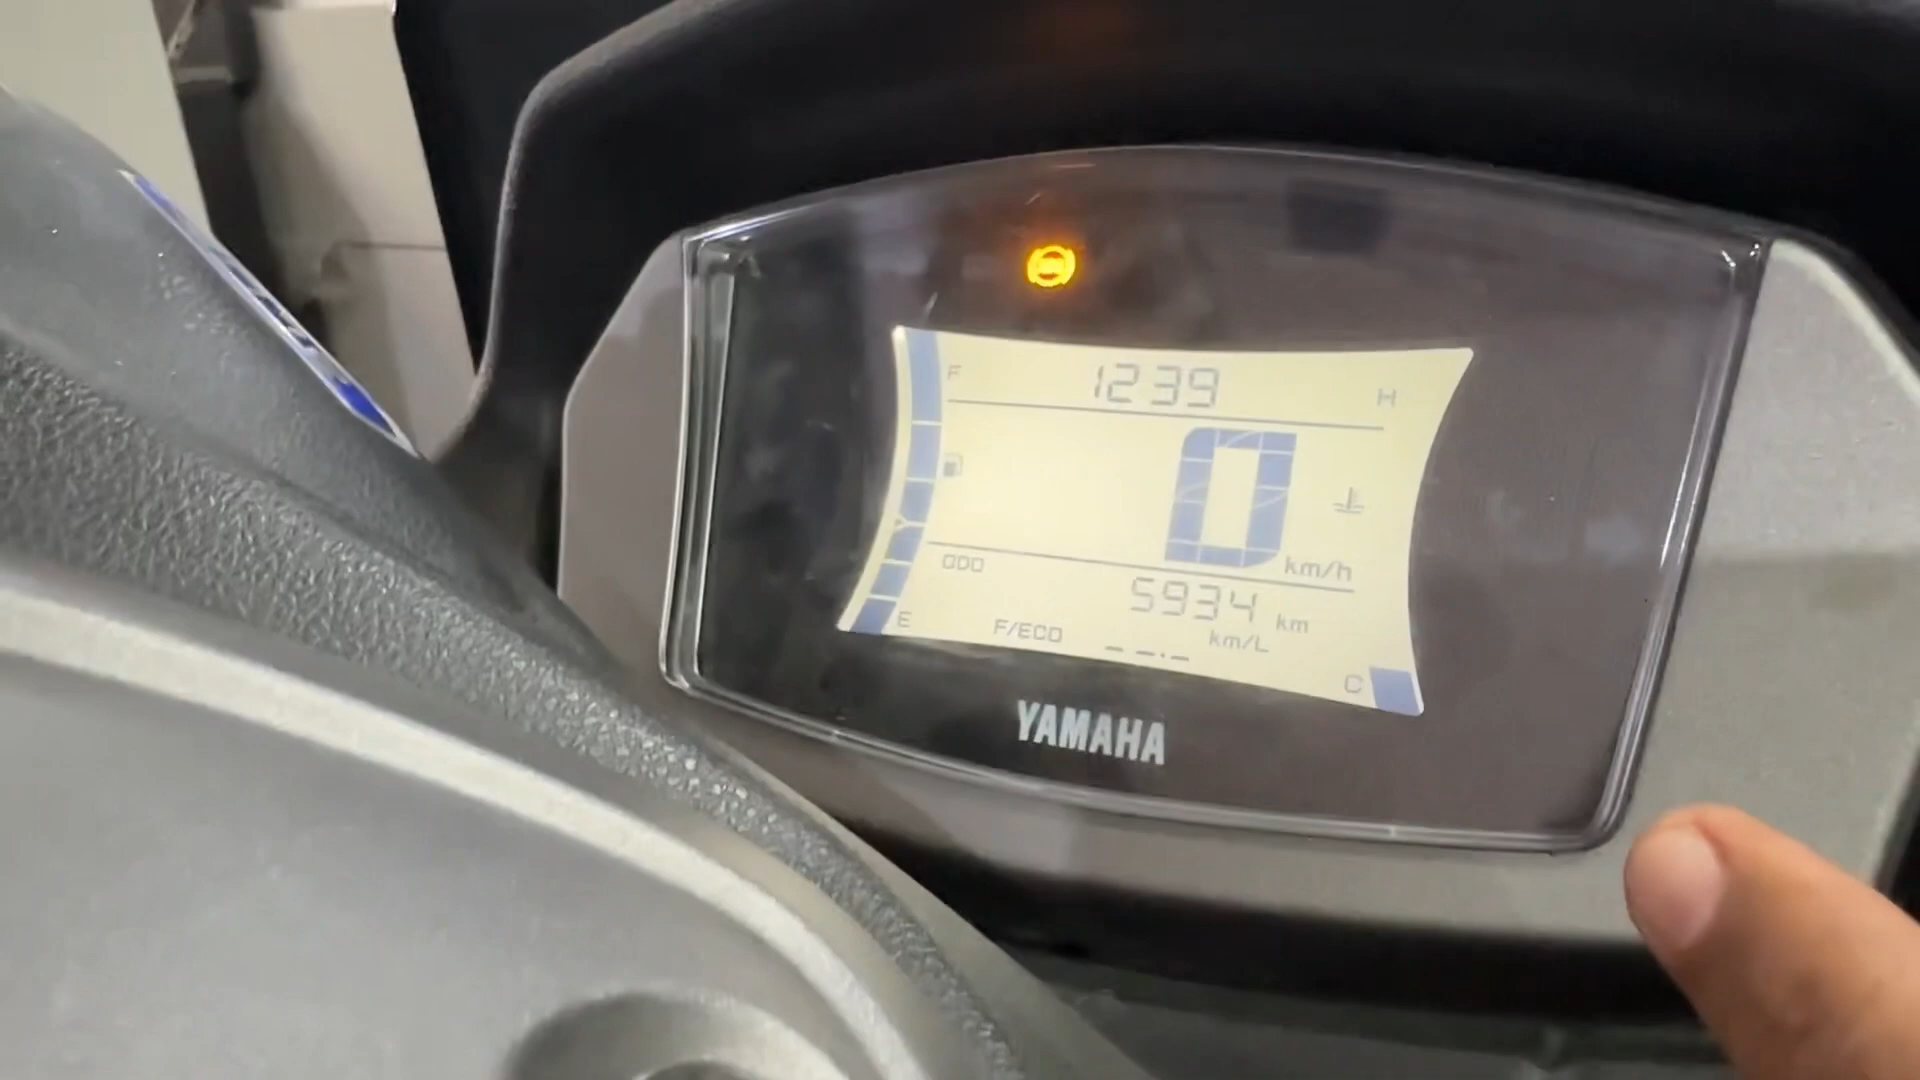 F 1239 H
0 km/h
ODO
5934 km
E F/ECO --.- km/L
C
YAMAHA